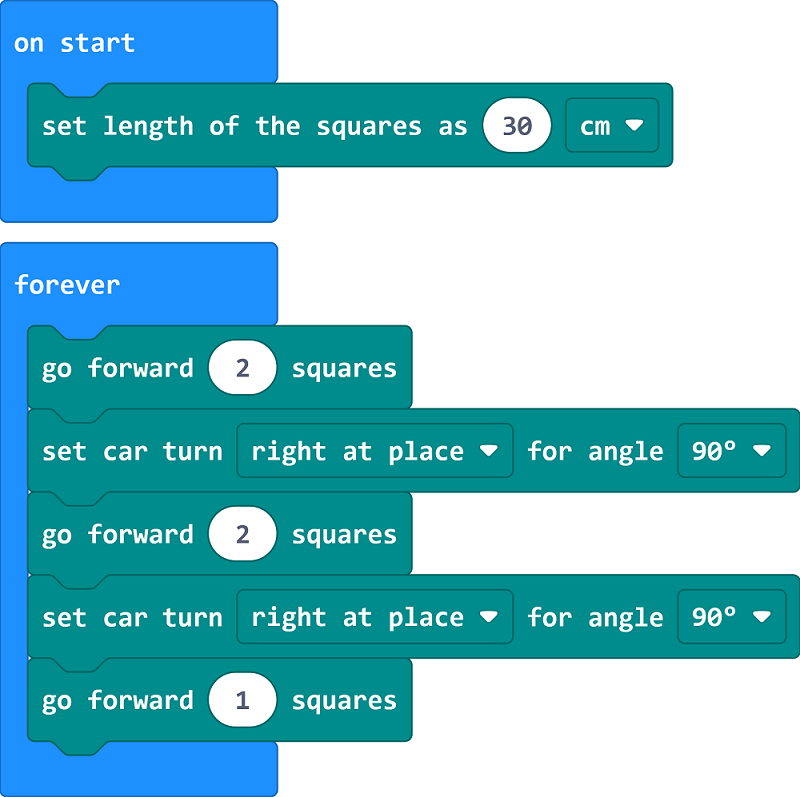 on start
set length of the squares as 30 cm
forever
go forward 2 squares
set car turn right at place for angle 90°
go forward 2 squares
set car turn right at place for angle 90°
go forward 1 squares